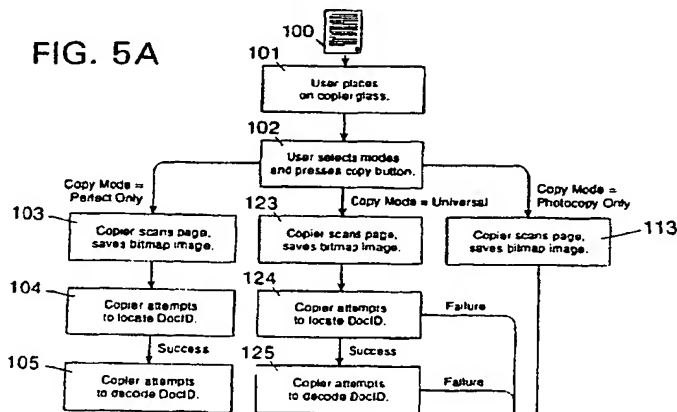 FIG. 5A
100
101
User places
on copier glass.
102
User selects modes
and presses copy button.
Copy Mode =
Perfect Only
Copy Mode = Universal
Copy Mode =
Photocopy Only
103
Copier scans page,
saves bitmap image.
123
Copier scans page,
saves bitmap image.
Copier scans page,
saves bitmap image.
113
104
Copier attempts
to locate DocID.
124
Copier attempts
to locate DocID.
Failure
Success
Success
105
Copier attempts
to decode DocID.
125
Copier attempts
to decode DocID.
Failure